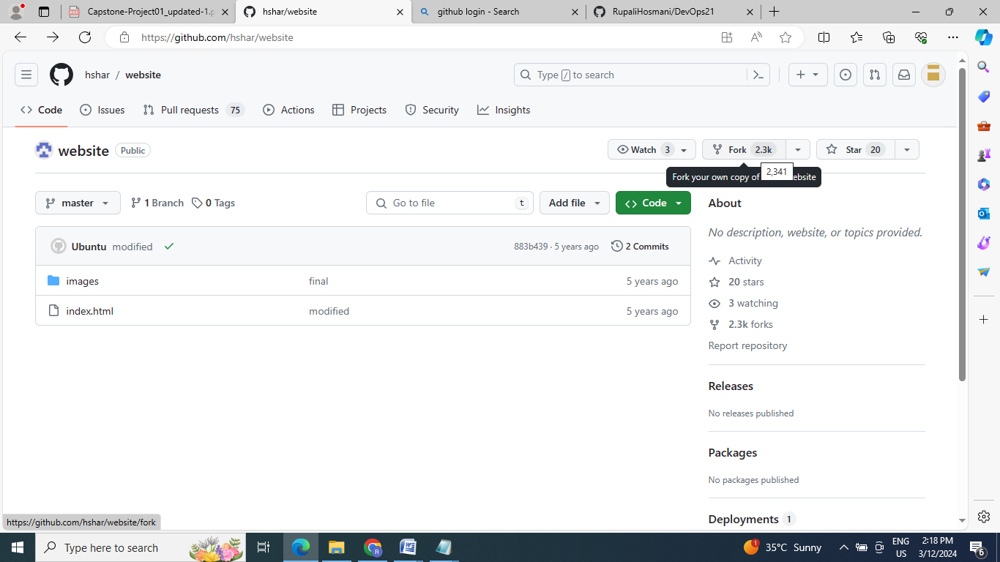 Capstone-Project01_updated-1.p
hshar/website
github login - Search
RupaliHosmani/DevOps21
https://github.com/hshar/website
hshar / website
Type / to search
Code
Issues
Pull requests 75
Actions
Projects
Security
Insights
website Public
Watch 3
Fork 2.3k
Star 20
Fork your own copy of
2,341
ebsite
master
1 Branch
0 Tags
Go to file t
Add file
Code
About
No description, website, or topics provided.
Ubuntu modified
883b439 · 5 years ago
2 Commits
images final 5 years ago
index.html modified 5 years ago
Activity
20 stars
3 watching
2.3k forks
Report repository
Releases
No releases published
Packages
No packages published
Deployments 1
https://github.com/hshar/website/fork
Type here to search
1
35°C Sunny
ENG
US
2:18 PM
3/12/2024
6